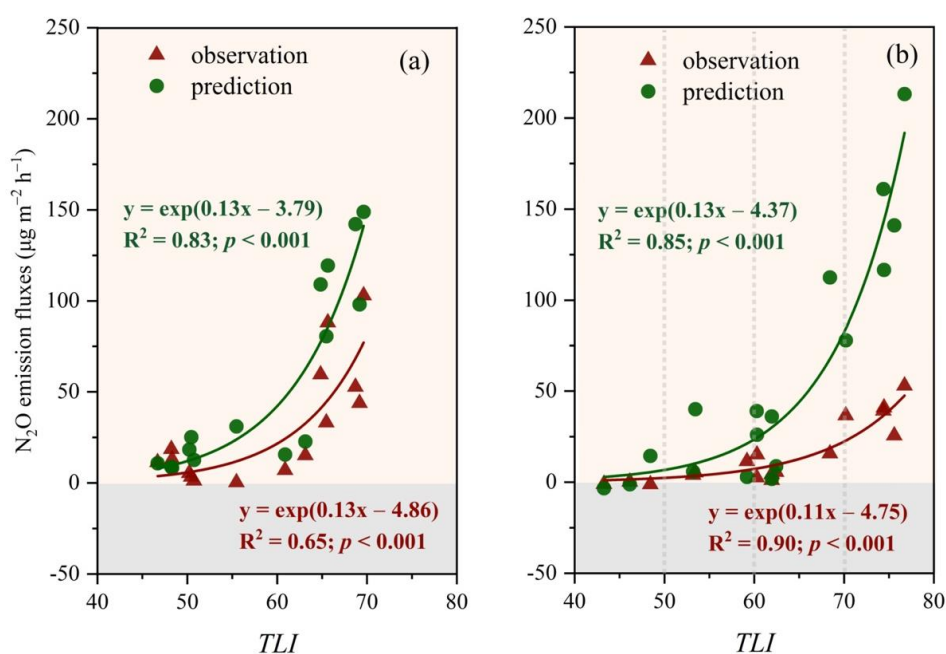 N₂O emission fluxes (µg m⁻² h⁻¹)
250
200
150
100
50
0
-50
observation
prediction
(a)
y = exp(0.13x – 3.79)
R² = 0.83; p < 0.001
y = exp(0.13x – 4.86)
R² = 0.65; p < 0.001
40
50
60
70
80
TLI
250
200
150
100
50
0
-50
observation
prediction
(b)
y = exp(0.13x – 4.37)
R² = 0.85; p < 0.001
y = exp(0.11x – 4.75)
R² = 0.90; p < 0.001
40
50
60
70
80
TLI